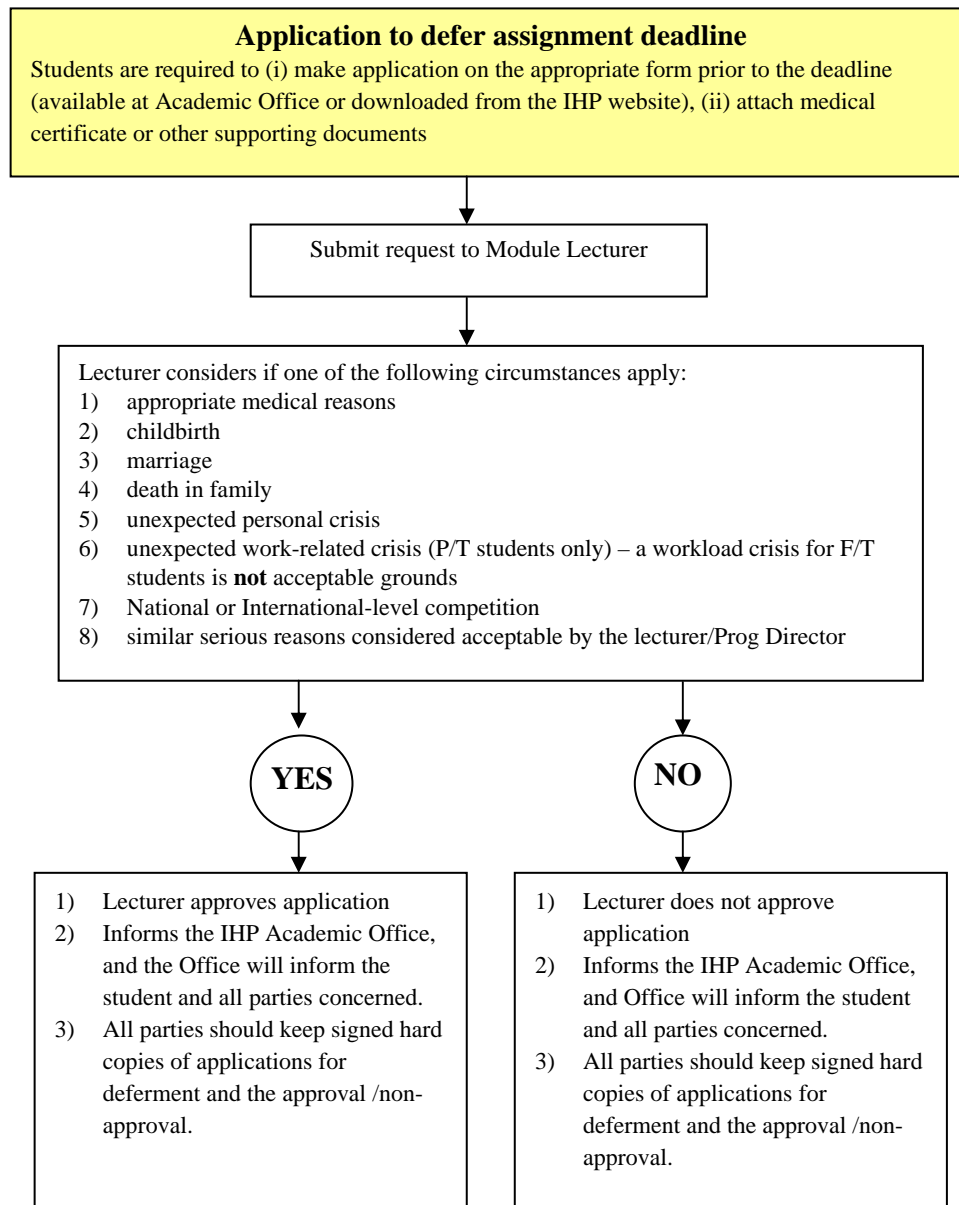 Application to defer assignment deadline
Students are required to (i) make application on the appropriate form prior to the deadline
(available at Academic Office or downloaded from the IHP website), (ii) attach medical
certificate or other supporting documents
Submit request to Module Lecturer
Lecturer considers if one of the following circumstances apply:
1) appropriate medical reasons
2) childbirth
3) marriage
4) death in family
5) unexpected personal crisis
6) unexpected work-related crisis (P/T students only) – a workload crisis for F/T
students is not acceptable grounds
7) National or International-level competition
8) similar serious reasons considered acceptable by the lecturer/Prog Director
YES
NO
1) Lecturer approves application
2) Informs the IHP Academic Office,
and the Office will inform the
student and all parties concerned.
3) All parties should keep signed hard
copies of applications for
deferment and the approval /non-
approval.
1) Lecturer does not approve
application
2) Informs the IHP Academic Office,
and Office will inform the student
and all parties concerned.
3) All parties should keep signed hard
copies of applications for
deferment and the approval /non-
approval.